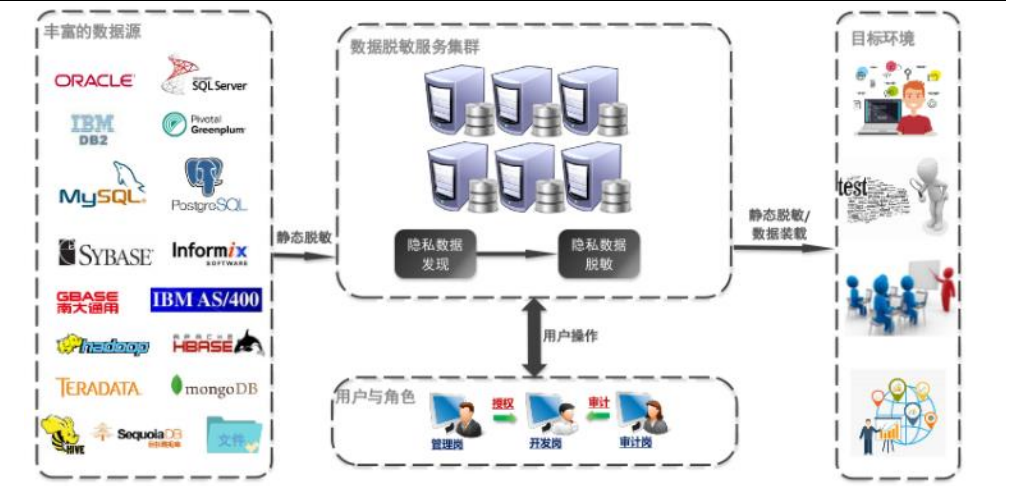 丰富的数据源
ORACLE
SQL Server
IBM
DB2
Pivotal
Greenplum
MySQL
PostgreSQL
SYBASE
Informix
SOFTWARE
GBASE
南大通用
IBM AS/400
hadoop
APACHE
HBASE
TERADATA
mongoDB
HIVE
SequoiaDB
文件
静态脱敏
数据脱敏服务集群
隐私数据
发现
隐私数据
脱敏
用户操作
用户与角色
授权
审计
管理岗
开发岗
审计岗
静态脱敏/
数据装载
目标环境
test